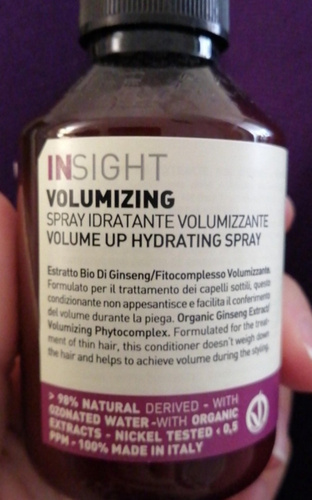 INSIGHT
VOLUMIZING
SPRAY IDRATANTE VOLUMIZZANTE
VOLUME UP HYDRATING SPRAY
Estratto Bio Di Ginseng/Fitocomplesso Volumizzante.
Formulato per il trattamento dei capelli sottili, questo
condizionante non appesantisce e facilita il conferimento
del volume durante la piega. Organic Ginseng Extract/
Volumizing Phytocomplex. Formulated for the treat-
ment of thin hair, this conditioner doesn't weigh down
the hair and helps to achieve volume during the styling.
> 98% NATURAL DERIVED - WITH
OZONATED WATER - WITH ORGANIC
EXTRACTS - NICKEL TESTED < 0,5
PPM - 100% MADE IN ITALY